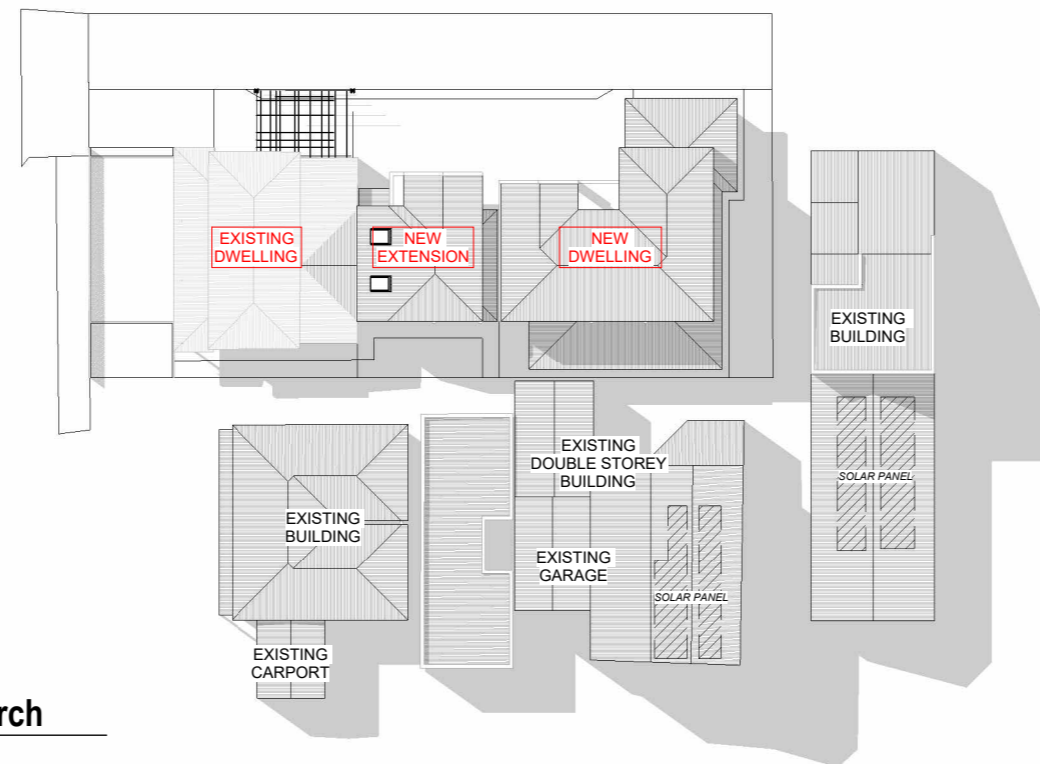 EXISTING
DWELLING
NEW
EXTENSION
NEW
DWELLING
EXISTING
BUILDING
EXISTING
DOUBLE STOREY
BUILDING
SOLAR PANEL
EXISTING
BUILDING
EXISTING
GARAGE
SOLAR PANEL
EXISTING
CARPORT
rch